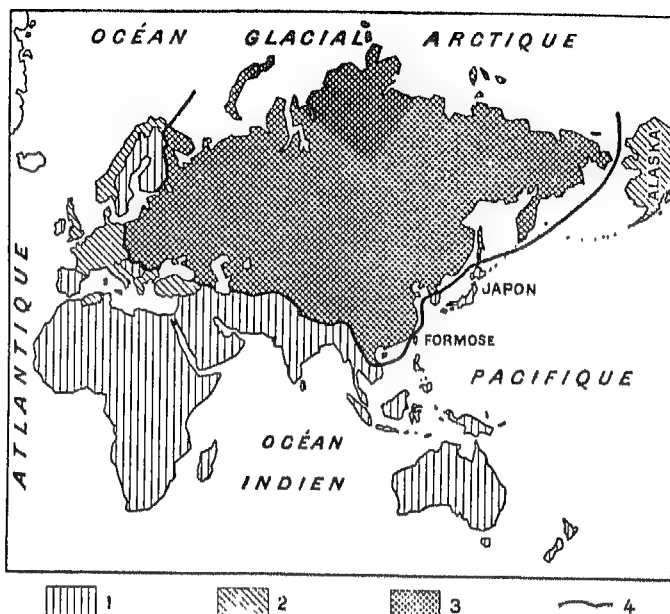 OCÉAN GLACIAL ARCTIQUE
ALASKA
ATLANTIQUE
JAPON
FORMOSE
PACIFIQUE
OCÉAN
INDIEN
1 2 3 4